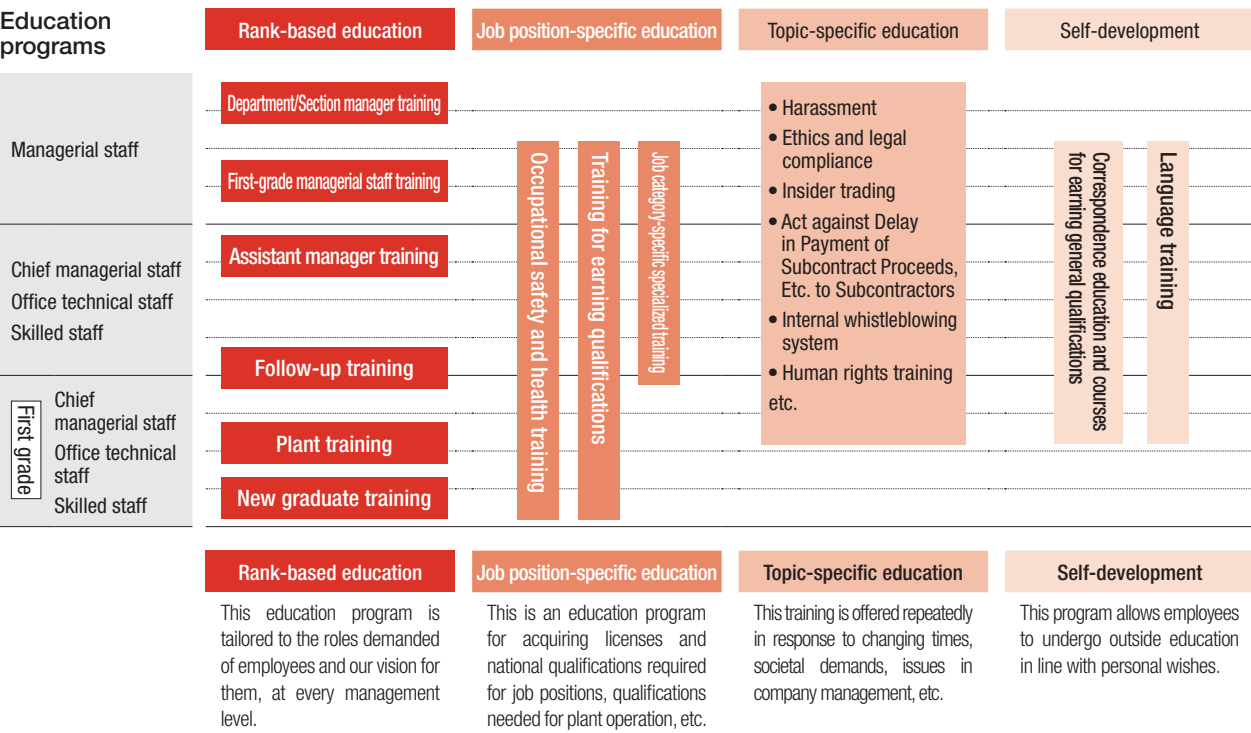 Education
programs
Rank-based education
Job position-specific education
Topic-specific education
Self-development
Managerial staff
Chief managerial staff
Office technical staff
Skilled staff
First grade
Chief
managerial staff
Office technical
staff
Skilled staff
Department/Section manager training
First-grade managerial staff training
Assistant manager training
Follow-up training
Plant training
New graduate training
Occupational safety and health training
Training for earning qualifications
Job category-specific specialized training
• Harassment
• Ethics and legal
compliance
• Insider trading
• Act against Delay
in Payment of
Subcontract Proceeds,
Etc. to Subcontractors
• Internal whistleblowing
system
• Human rights training
etc.
Correspondence education and courses
for earning general qualifications
Language training
Rank-based education
This education program is
tailored to the roles demanded
of employees and our vision for
them, at every management
level.
Job position-specific education
This is an education program
for acquiring licenses and
national qualifications required
for job positions, qualifications
needed for plant operation, etc.
Topic-specific education
This training is offered repeatedly
in response to changing times,
societal demands, issues in
company management, etc.
Self-development
This program allows employees
to undergo outside education
in line with personal wishes.